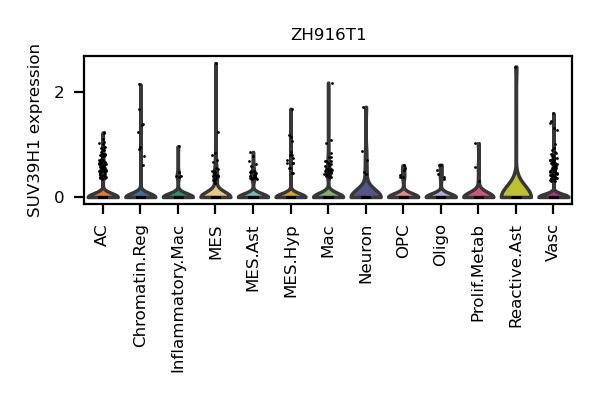 ZH916T1
SUV39H1 expression
2
0
AC
Chromatin.Reg
Inflammatory.Mac
MES
MES.Ast
MES.Hyp
Mac
Neuron
OPC
Oligo
Prolif.Metab
Reactive.Ast
Vasc